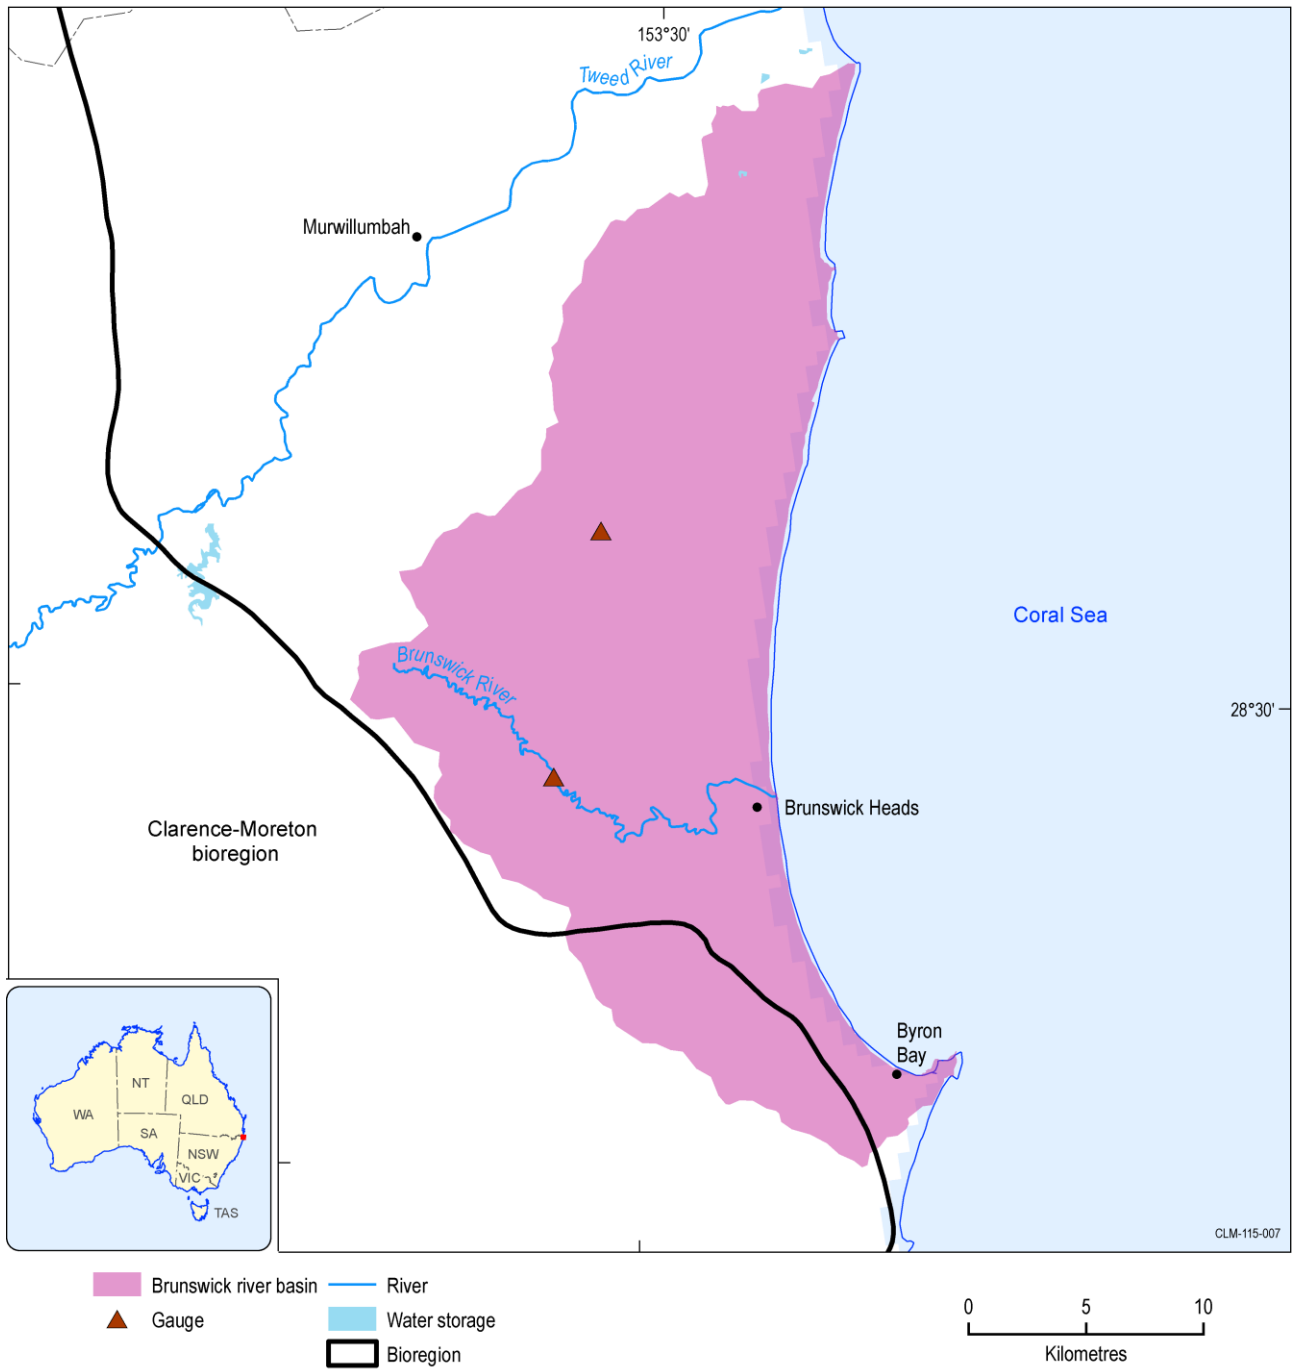 153°30'
Tweed River
Murwillumbah
Coral Sea
Brunswick River
28°30'
Brunswick Heads
Clarence-Moreton
bioregion
Byron
Bay
NT
QLD
WA
SA
NSW
VIC
TAS
CLM-115-007
Brunswick river basin
River
Gauge
Water storage
Bioregion
0 5 10
Kilometres